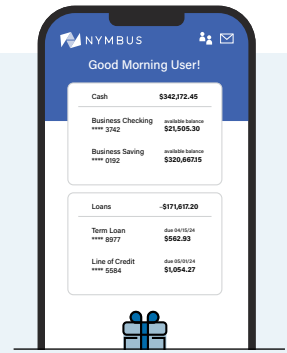 NYMBUS
Good Morning User!
Cash $342,172.45
Business Checking available balance
**** 3742 $21,505.30
Business Saving available balance
**** 0192 $320,667.15
Loans -$171,617.20
Term Loan due 04/15/24
**** 8977 $562.93
Line of Credit due 05/01/24
**** 5584 $1,054.27